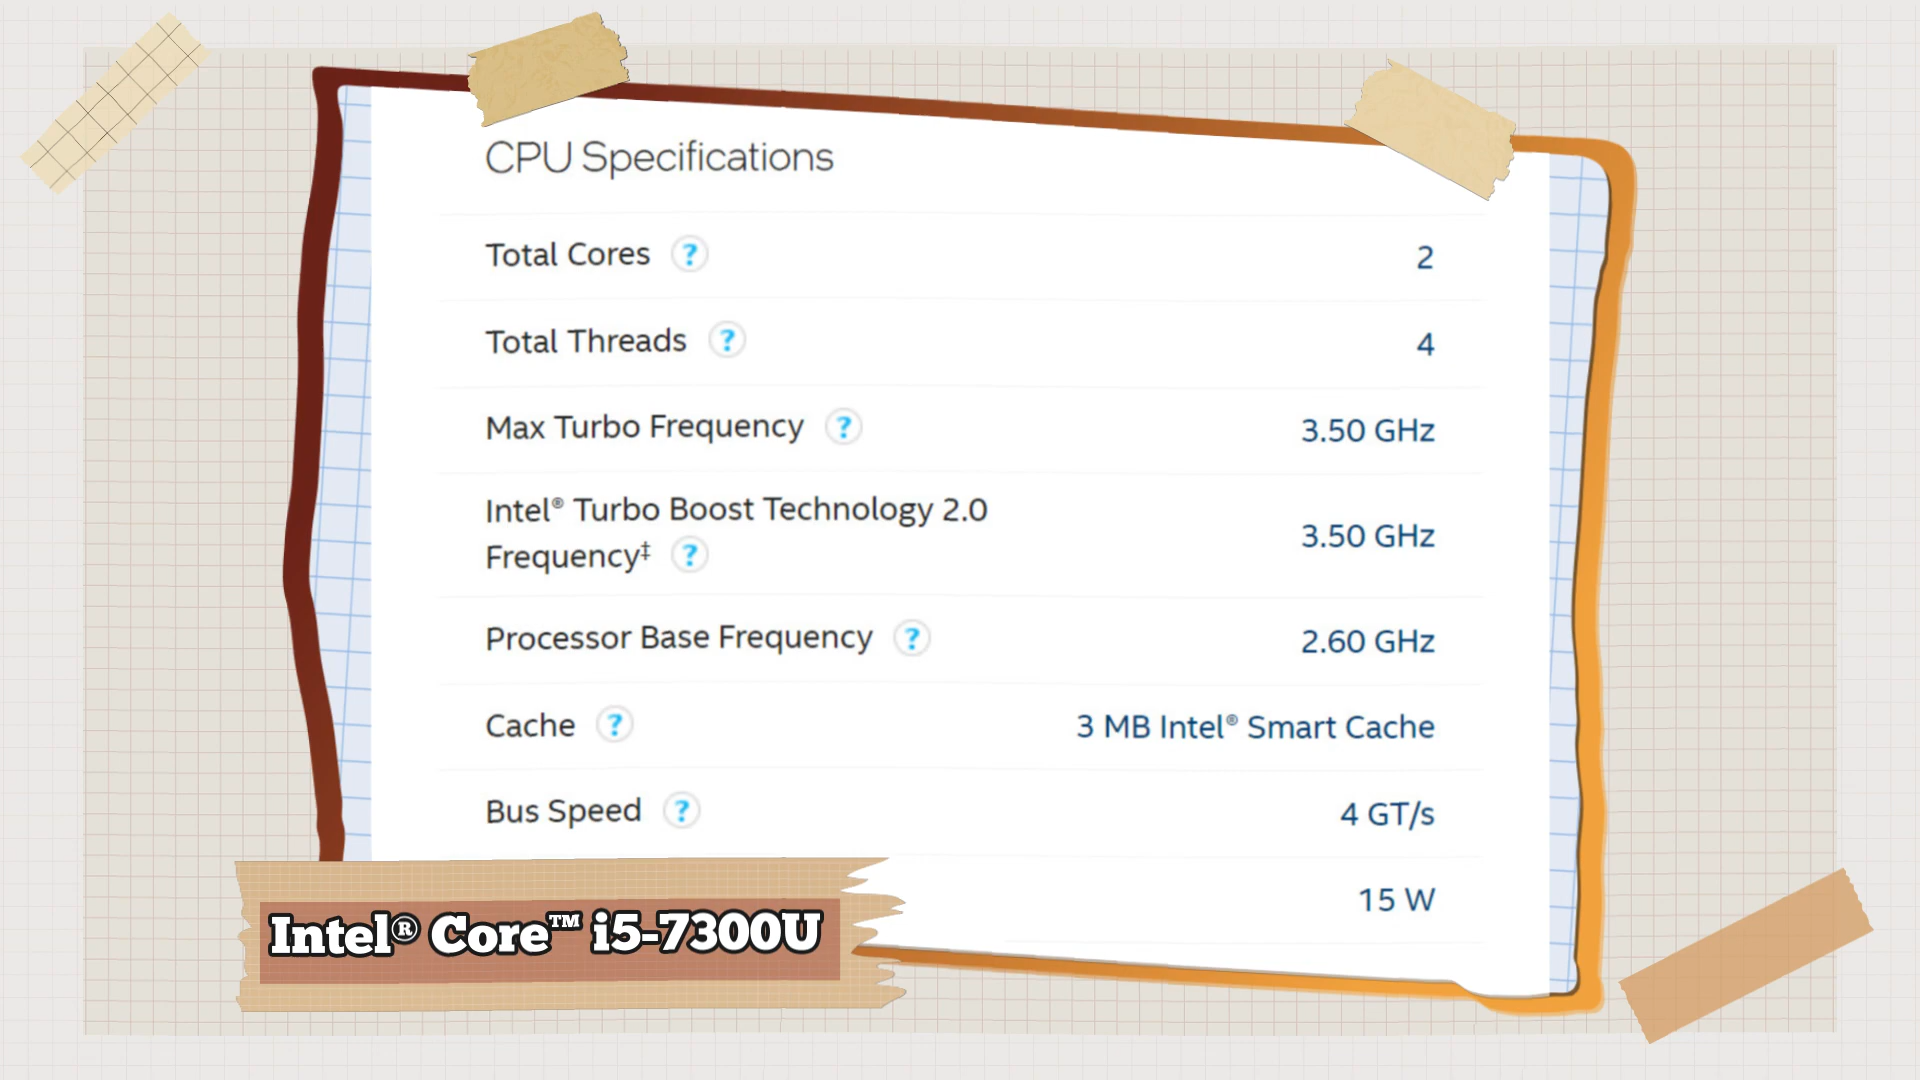 CPU Specifications
Total Cores ? 2
Total Threads ? 4
Max Turbo Frequency ? 3.50 GHz
Intel® Turbo Boost Technology 2.0
Frequency‡ ? 3.50 GHz
Processor Base Frequency ? 2.60 GHz
Cache ? 3 MB Intel® Smart Cache
Bus Speed ? 4 GT/s
15 W
Intel® Core™ i5-7300U